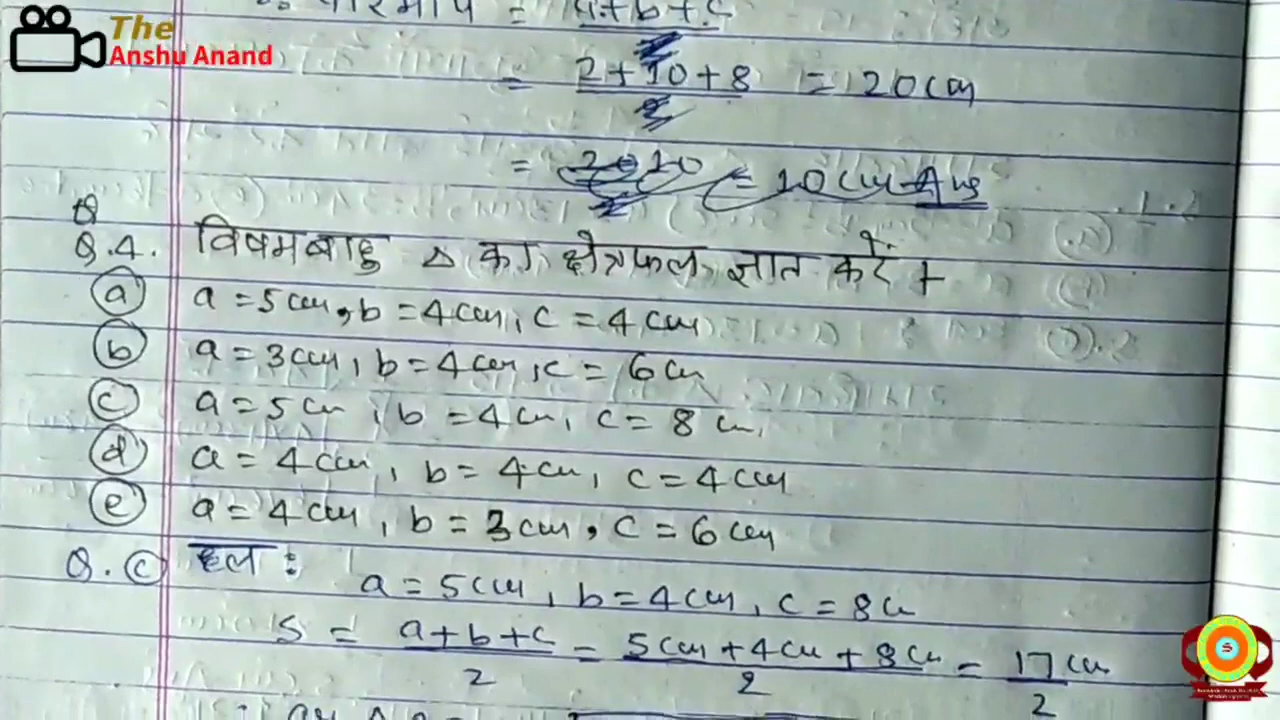 The
Anshu Anand
परिमाप = a+b+c
= 2+10+8 = 20cm
= 10 = 10cm Ans
Q
Q.4. विषमबाहु △ का क्षेत्रफल ज्ञात करें +
(a) a = 5cm, b = 4cm, c = 4cm
(b) a = 3cm, b = 4cm, c = 6cm
(c) a = 5cm, b = 4cm, c = 8cm,
(d) a = 4cm, b = 4cm, c = 4cm
(e) a = 4cm, b = 3cm, c = 6cm
Q. (c) हल :
a = 5cm, b = 4cm, c = 8cm
S = a+b+c/2 = 5cm+4cm+8cm/2 = 17cm/2